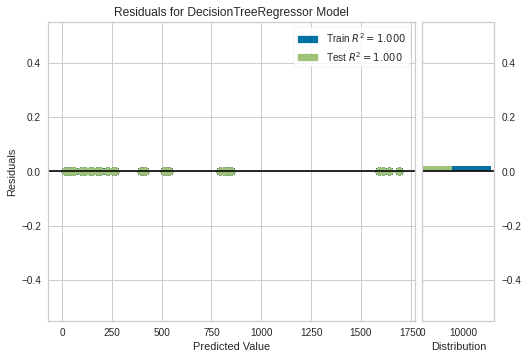 Residuals for DecisionTreeRegressor Model
Train R² = 1.000
Test R² = 1.000
Residuals
0.4
0.2
0.0
−0.2
−0.4
0.4
0.2
0.0
−0.2
−0.4
0 250 500 750 1000 1250 1500 1750
0 10000
Predicted Value
Distribution